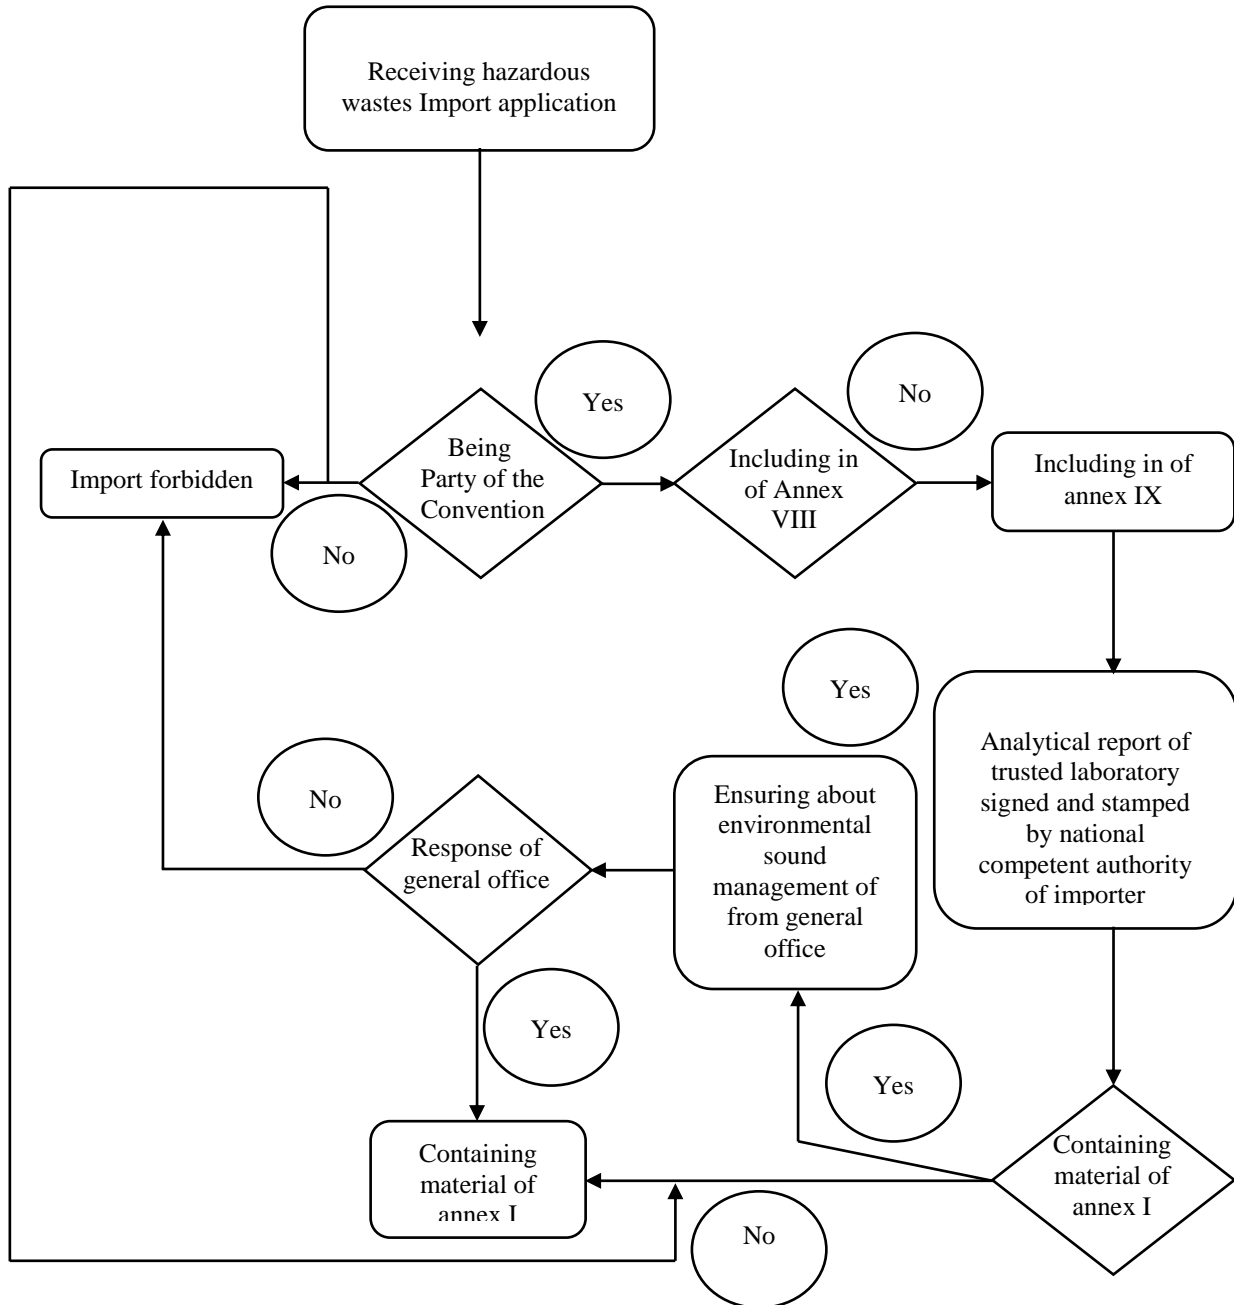 Receiving hazardous
wastes Import application
Yes
No
Being
Party of the
Convention
Including in
of Annex
VIII
Including in of
annex IX
Import forbidden
No
Yes
Analytical report of
trusted laboratory
signed and stamped
by national
competent authority
of importer
Ensuring about
environmental
sound
management of
from general
office
No
Response of
general office
Yes
Yes
Containing
material of
annex I
Containing
material of
annex I
No